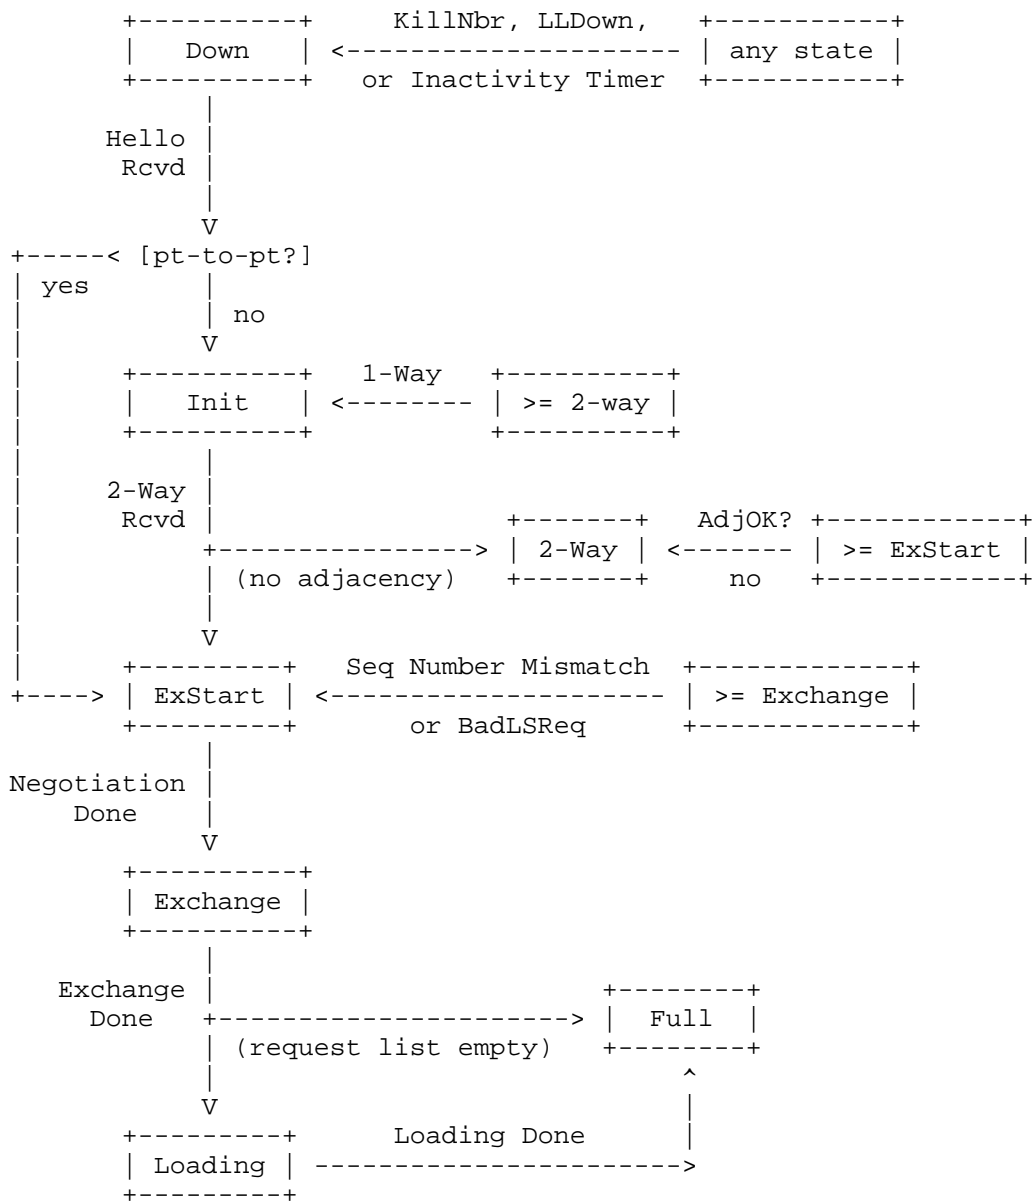 KillNbr, LLDown,
Down any state
or Inactivity Timer
Hello
Rcvd
[pt-to-pt?]
yes
no
1-Way
Init >= 2-way
2-Way
Rcvd AdjOK?
2-Way >= ExStart
(no adjacency) no
Seq Number Mismatch
ExStart >= Exchange
or BadLSReq
Negotiation
Done
Exchange
Exchange
Done Full
(request list empty)
Loading Done
Loading